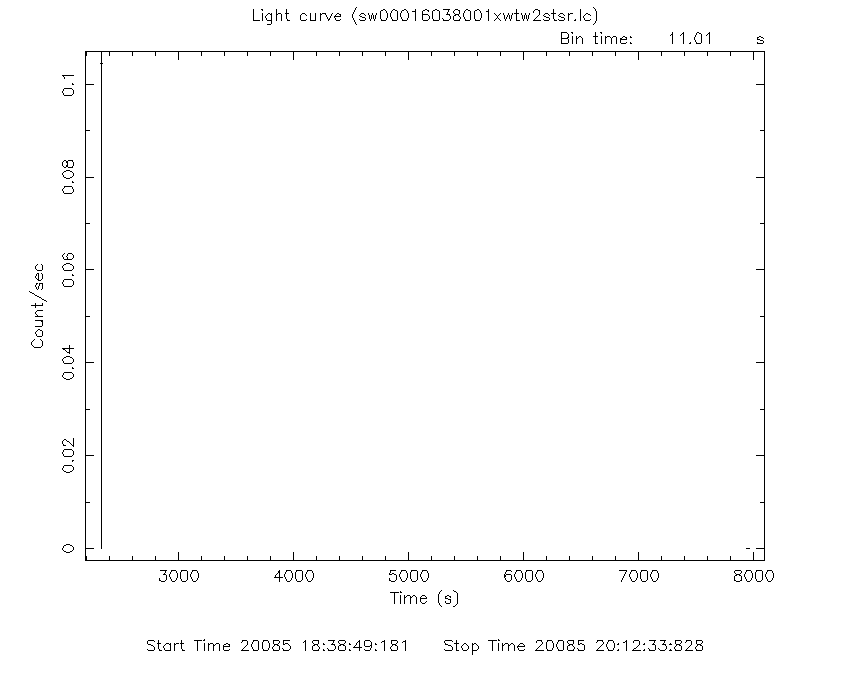 Light curve (sw00016038001xwtw2stsr.lc)
Bin time: 11.01 s
0.1
0.08
0.06
0.04
0.02
0
Count/sec
3000 4000 5000 6000 7000 8000
Time (s)
Start Time 20085 18:38:49:181 Stop Time 20085 20:12:33:828